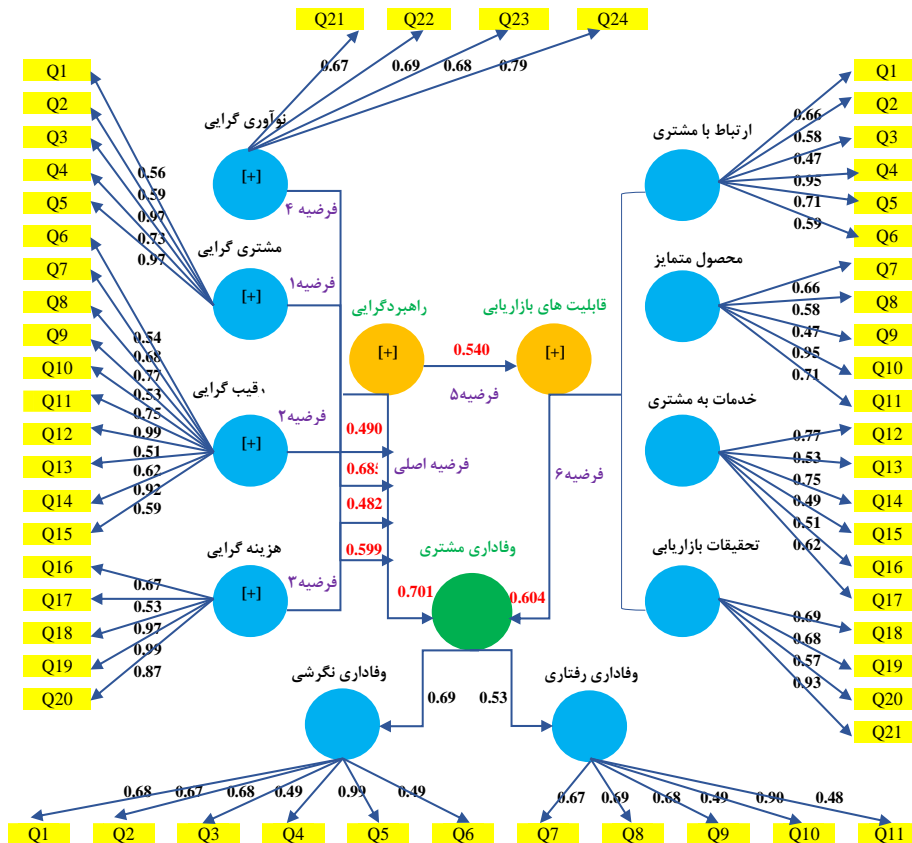 Q21 Q22 Q23 Q24
0.67 0.69 0.68 0.79
Q1
Q2
Q3
Q4
Q5
Q6
Q7
Q8
Q9
Q10
Q11
Q12
Q13
Q14
Q15
Q16
Q17
Q18
Q19
Q20
نوآوری گرایی
[+]
فرضیه ۴
0.56
0.59
0.97
0.73
0.97
مشتری گرایی
[+]
فرضیه۱
0.54
0.68
0.77
0.53
0.75
0.99
0.51
0.62
0.92
0.59
رقیب گرایی
[+]
فرضیه۲
0.67
0.53
0.97
0.99
0.87
هزینه گرایی
[+]
فرضیه۳
راهبردگرایی
[+]
0.540
فرضیه۵
قابلیت های بازاریابی
[+]
0.490
0.685
0.482
0.599
فرضیه اصلی
فرضیه۶
وفاداری مشتری
0.701
0.604
ارتباط با مشتری
0.66
0.58
0.47
0.95
0.71
0.59
محصول متمایز
0.66
0.58
0.47
0.95
0.71
خدمات به مشتری
0.77
0.53
0.75
0.49
0.51
0.62
تحقیقات بازاریابی
0.69
0.68
0.57
0.93
Q1
Q2
Q3
Q4
Q5
Q6
Q7
Q8
Q9
Q10
Q11
Q12
Q13
Q14
Q15
Q16
Q17
Q18
Q19
Q20
Q21
وفاداری نگرشی
0.69
0.53
وفاداری رفتاری
0.68 0.67 0.68 0.49 0.99 0.49
0.67 0.69 0.68 0.49 0.90 0.48
Q1 Q2 Q3 Q4 Q5 Q6 Q7 Q8 Q9 Q10 Q11